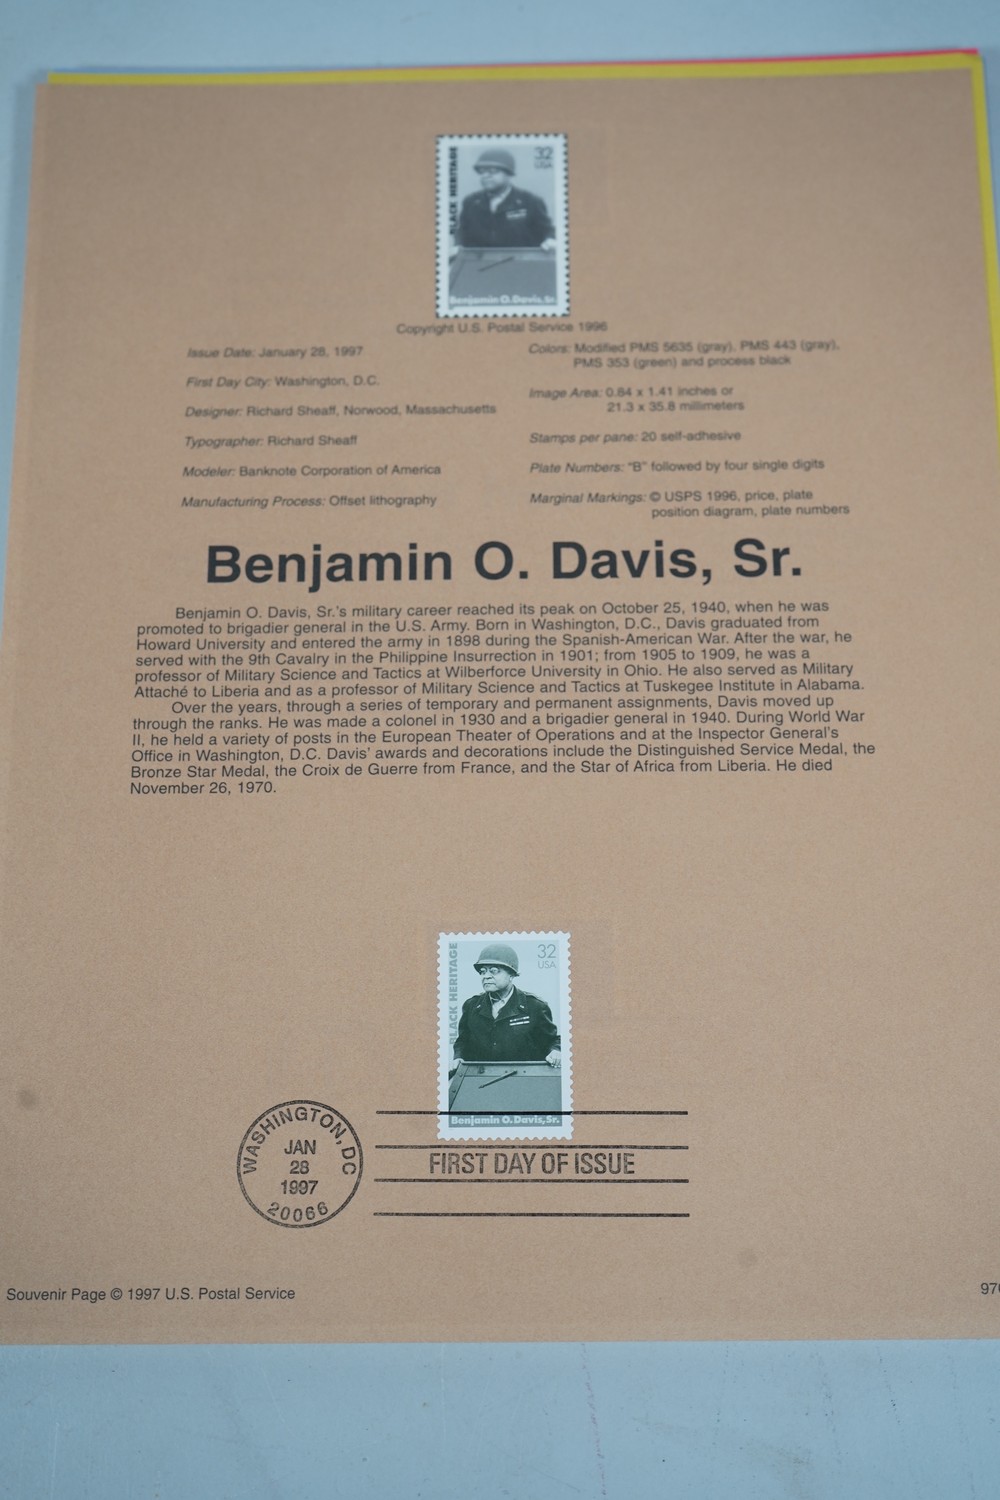 BLACK HERITAGE
32
USA
Benjamin O. Davis, Sr.
Copyright U.S. Postal Service 1996
Issue Date: January 28, 1997
First Day City: Washington, D.C.
Designer: Richard Sheaff, Norwood, Massachusetts
Typographer: Richard Sheaff
Modeler: Banknote Corporation of America
Manufacturing Process: Offset lithography
Colors: Modified PMS 5635 (gray), PMS 443 (gray),
PMS 353 (green) and process black
Image Area: 0.84 x 1.41 inches or
21.3 x 35.8 millimeters
Stamps per pane: 20 self-adhesive
Plate Numbers: "B" followed by four single digits
Marginal Markings: © USPS 1996, price, plate
position diagram, plate numbers
Benjamin O. Davis, Sr.
Benjamin O. Davis, Sr.'s military career reached its peak on October 25, 1940, when he was
promoted to brigadier general in the U.S. Army. Born in Washington, D.C., Davis graduated from
Howard University and entered the army in 1898 during the Spanish-American War. After the war, he
served with the 9th Cavalry in the Philippine Insurrection in 1901; from 1905 to 1909, he was a
professor of Military Science and Tactics at Wilberforce University in Ohio. He also served as Military
Attaché to Liberia and as a professor of Military Science and Tactics at Tuskegee Institute in Alabama.
Over the years, through a series of temporary and permanent assignments, Davis moved up
through the ranks. He was made a colonel in 1930 and a brigadier general in 1940. During World War
II, he held a variety of posts in the European Theater of Operations and at the Inspector General's
Office in Washington, D.C. Davis' awards and decorations include the Distinguished Service Medal, the
Bronze Star Medal, the Croix de Guerre from France, and the Star of Africa from Liberia. He died
November 26, 1970.
BLACK HERITAGE
32
USA
Benjamin O. Davis, Sr.
WASHINGTON, DC
JAN
28
1997
20066
FIRST DAY OF ISSUE
Souvenir Page © 1997 U.S. Postal Service